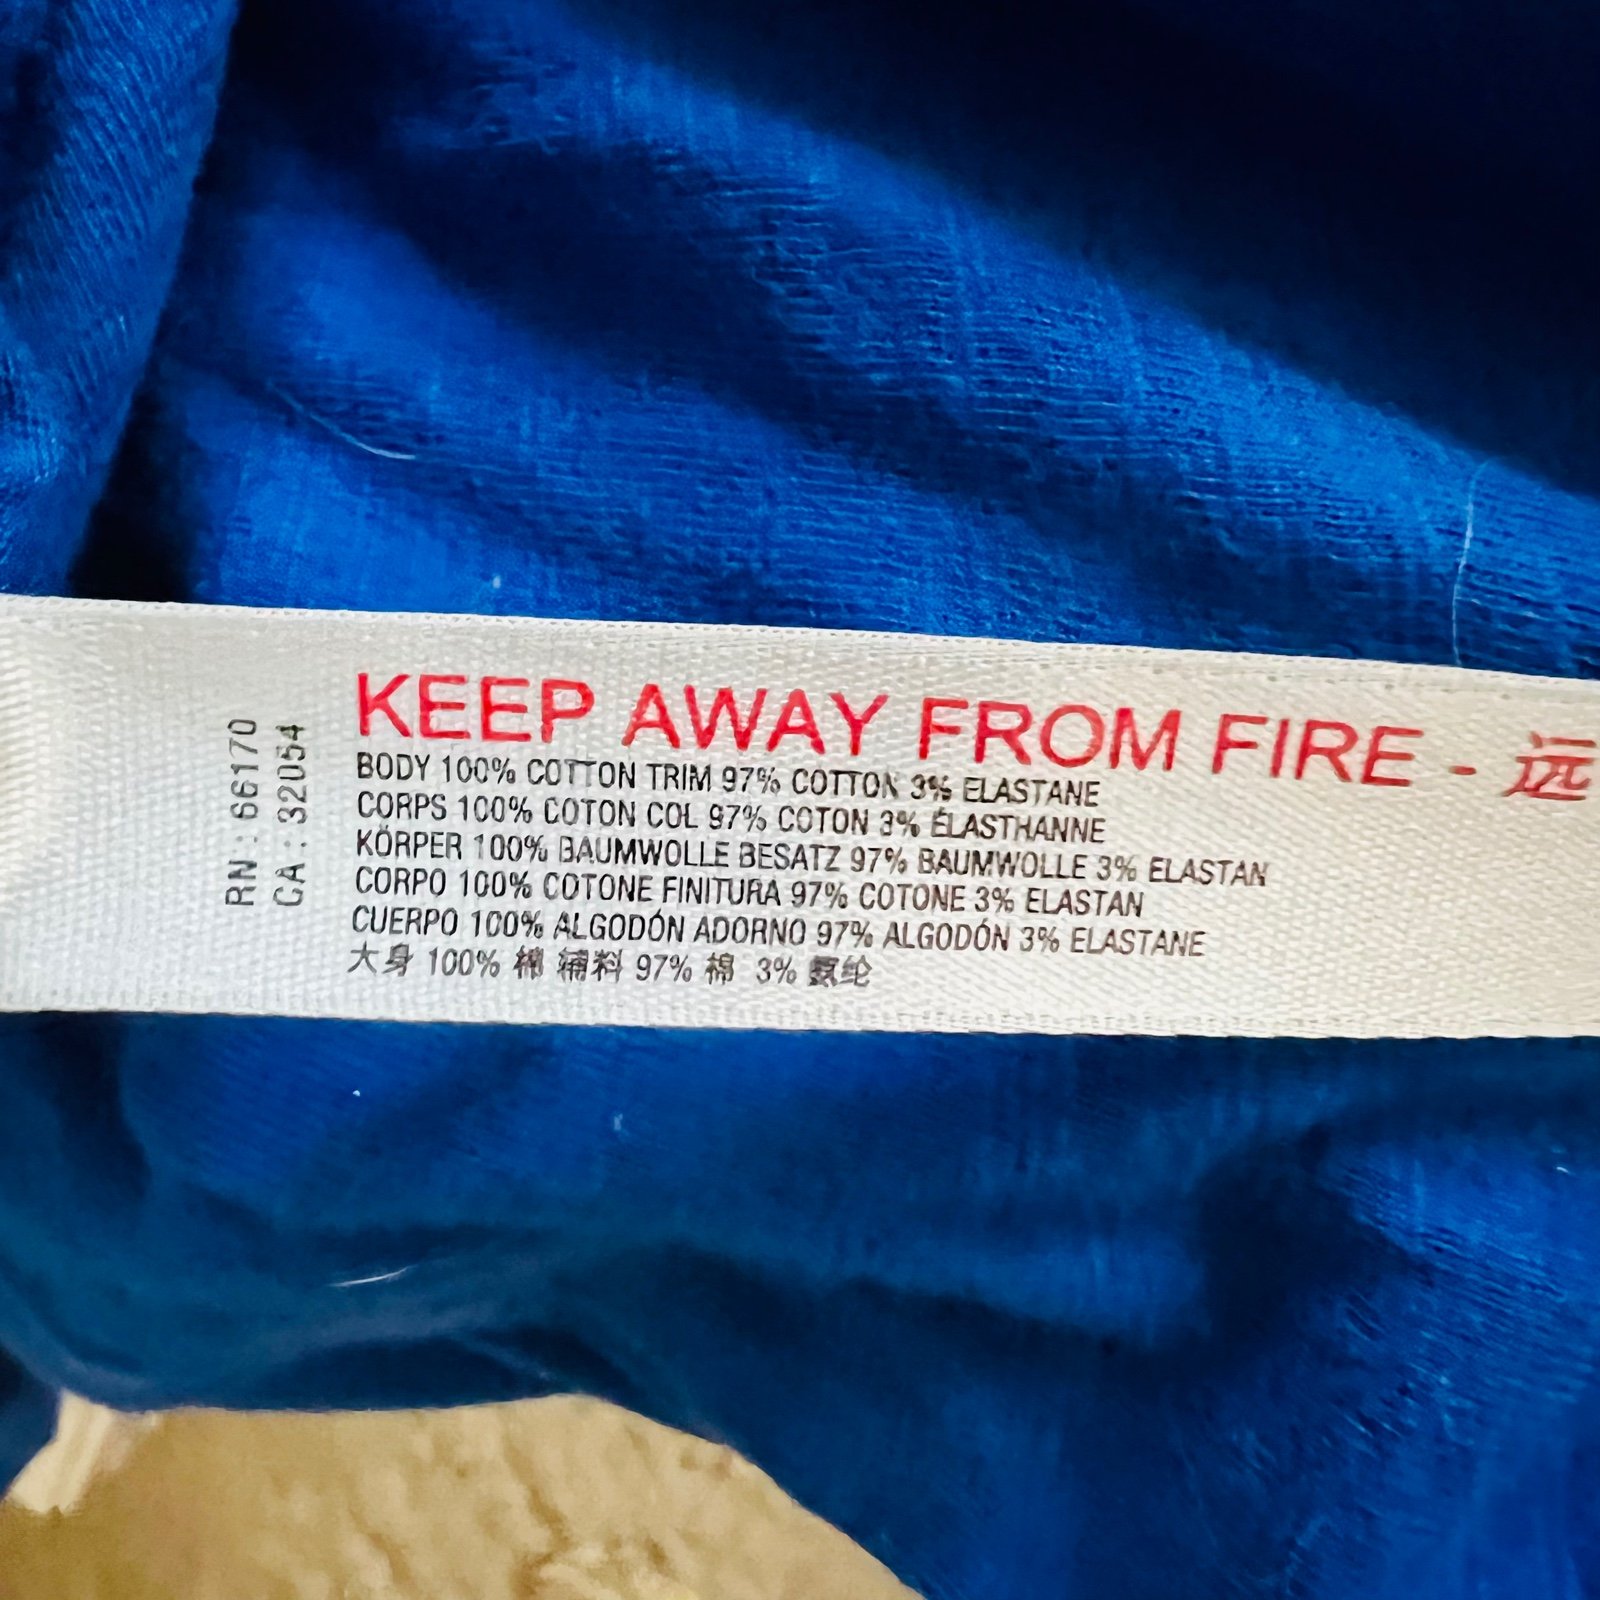 RN : 66170
CA : 32054
KEEP AWAY FROM FIRE - 远
BODY 100% COTTON TRIM 97% COTTON 3% ELASTANE
CORPS 100% COTON COL 97% COTON 3% ÉLASTHANNE
KÖRPER 100% BAUMWOLLE BESATZ 97% BAUMWOLLE 3% ELASTAN
CORPO 100% COTONE FINITURA 97% COTONE 3% ELASTAN
CUERPO 100% ALGODÓN ADORNO 97% ALGODÓN 3% ELASTANE
大身 100% 棉 辅料 97% 棉 3% 氨纶